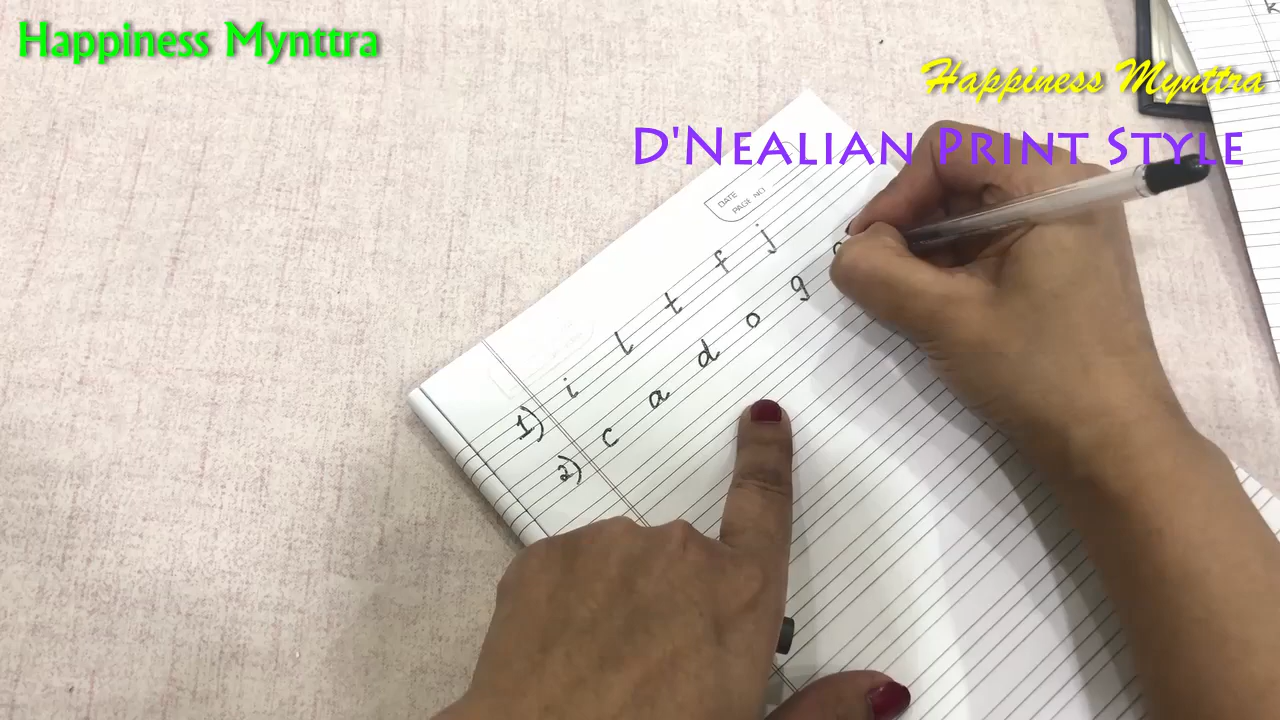 Happiness Mynttra
Happiness Mynttra
D'NEALIAN PRINT STYLE
DATE
PAGE NO
1) i l t f j
2) c a d o g